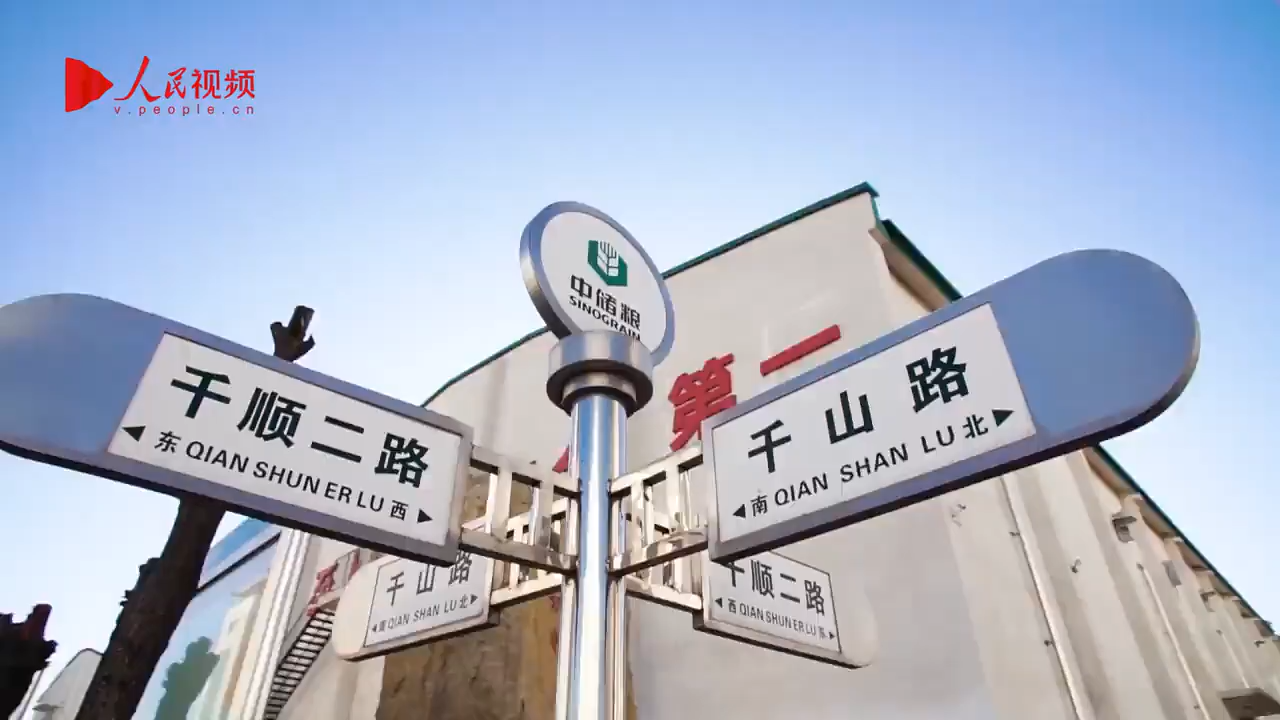 人民视频
v.people.cn
中储粮
SINOGRAIN
第一
千顺二路
东 QIAN SHUN ER LU 西
千山路
南 QIAN SHAN LU 北
千山路
南 QIAN SHAN LU 北
千顺二路
西 QIAN SHUN ER LU 东